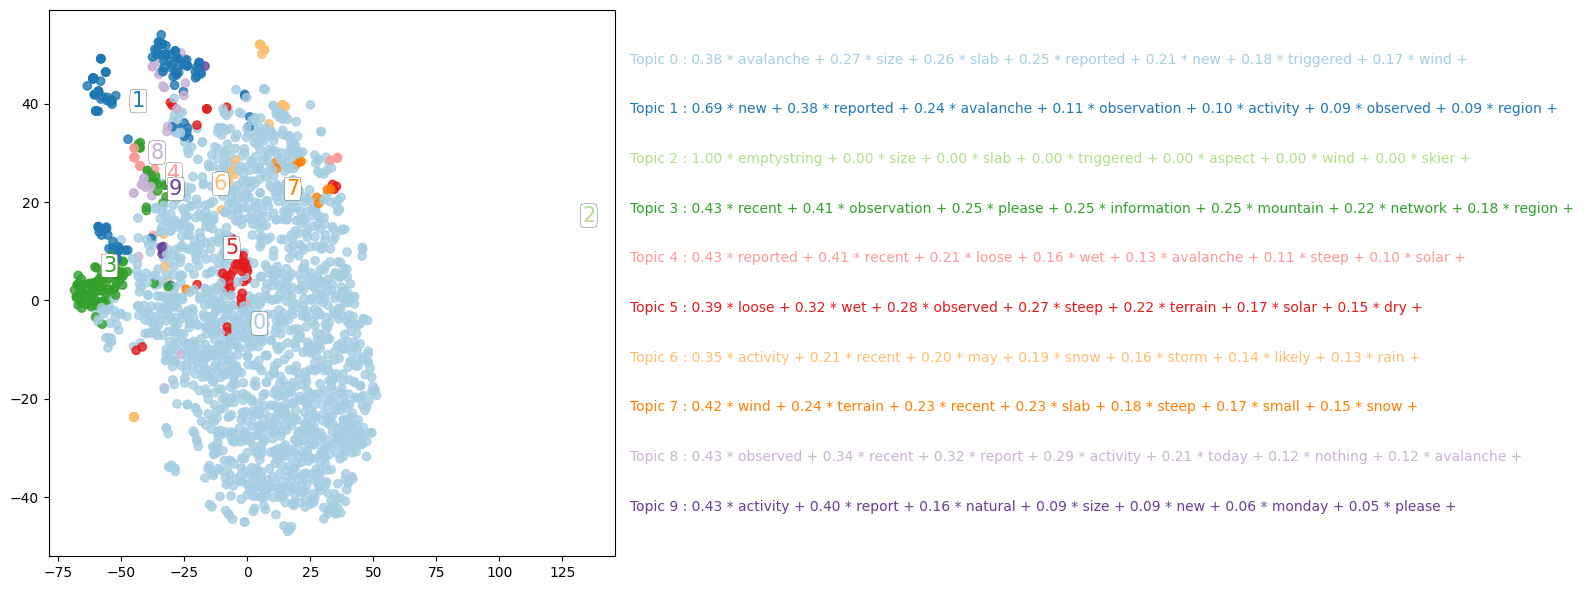 Topic 0 : 0.38 * avalanche + 0.27 * size + 0.26 * slab + 0.25 * reported + 0.21 * new + 0.18 * triggered + 0.17 * wind +
Topic 1 : 0.69 * new + 0.38 * reported + 0.24 * avalanche + 0.11 * observation + 0.10 * activity + 0.09 * observed + 0.09 * region +
Topic 2 : 1.00 * emptystring + 0.00 * size + 0.00 * slab + 0.00 * triggered + 0.00 * aspect + 0.00 * wind + 0.00 * skier +
Topic 3 : 0.43 * recent + 0.41 * observation + 0.25 * please + 0.25 * information + 0.25 * mountain + 0.22 * network + 0.18 * region +
Topic 4 : 0.43 * reported + 0.41 * recent + 0.21 * loose + 0.16 * wet + 0.13 * avalanche + 0.11 * steep + 0.10 * solar +
Topic 5 : 0.39 * loose + 0.32 * wet + 0.28 * observed + 0.27 * steep + 0.22 * terrain + 0.17 * solar + 0.15 * dry +
Topic 6 : 0.35 * activity + 0.21 * recent + 0.20 * may + 0.19 * snow + 0.16 * storm + 0.14 * likely + 0.13 * rain +
Topic 7 : 0.42 * wind + 0.24 * terrain + 0.23 * recent + 0.23 * slab + 0.18 * steep + 0.17 * small + 0.15 * snow +
Topic 8 : 0.43 * observed + 0.34 * recent + 0.32 * report + 0.29 * activity + 0.21 * today + 0.12 * nothing + 0.12 * avalanche +
Topic 9 : 0.43 * activity + 0.40 * report + 0.16 * natural + 0.09 * size + 0.09 * new + 0.06 * monday + 0.05 * please +
40
20
0
−20
−40
1
8
4
9
6
7
2
5
3
0
−75 −50 −25 0 25 50 75 100 125